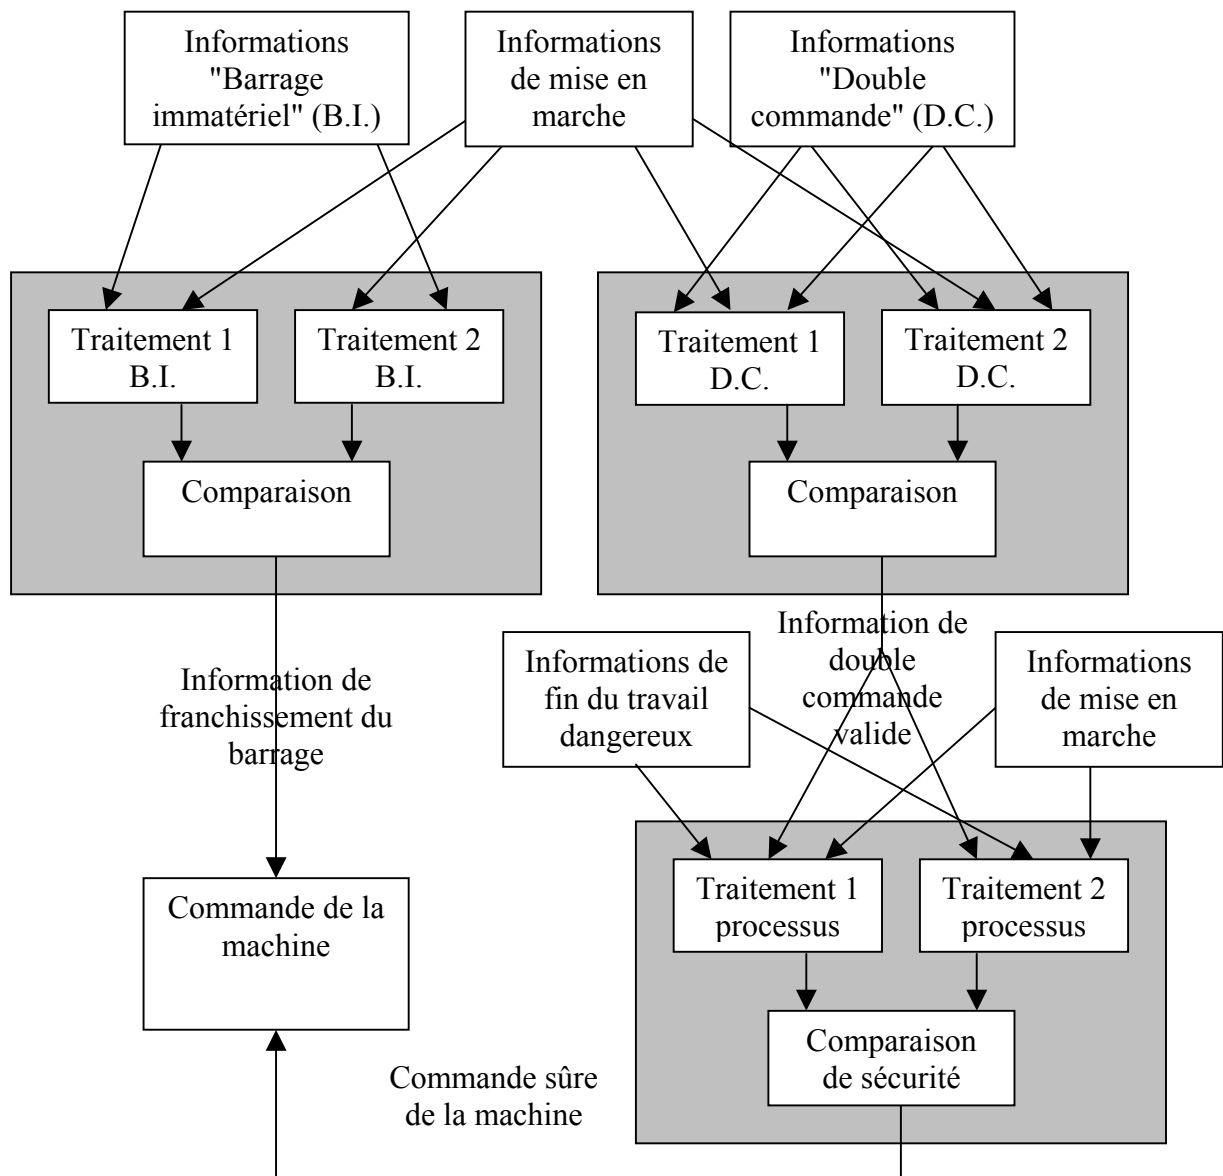 Informations
"Barrage
immatériel" (B.I.)
Informations
de mise en
marche
Informations
"Double
commande" (D.C.)
Traitement 1
B.I.
Traitement 2
B.I.
Traitement 1
D.C.
Traitement 2
D.C.
Comparaison
Comparaison
Information de
franchissement du
barrage
Informations de
fin du travail
dangereux
Information de
double
commande
valide
Informations
de mise en
marche
Commande de la
machine
Traitement 1
processus
Traitement 2
processus
Comparaison
de sécurité
Commande sûre
de la machine